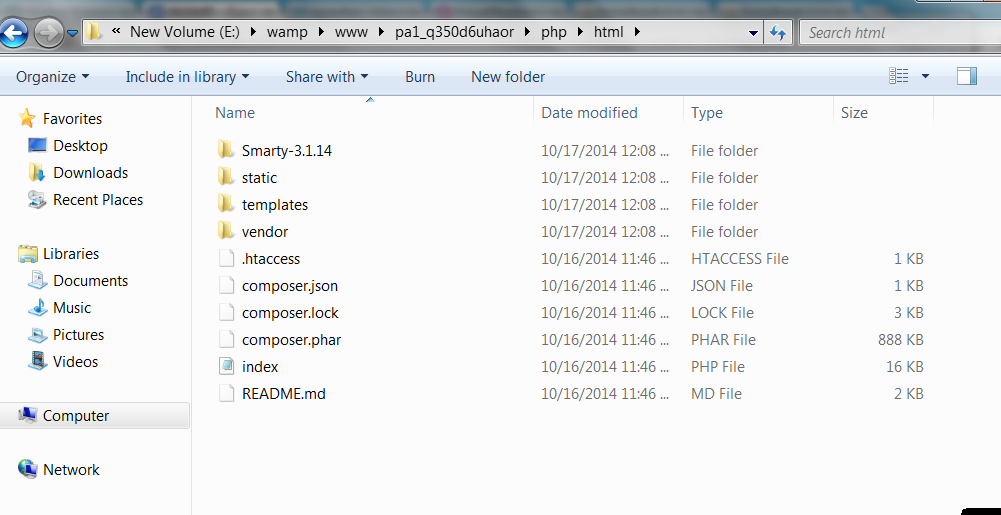 « New Volume (E:) ▸ wamp ▸ www ▸ pa1_q350d6uhaor ▸ php ▸ html ▸ Search html
Organize Include in library Share with Burn New folder
Favorites
Desktop
Downloads
Recent Places
Libraries
Documents
Music
Pictures
Videos
Computer
Network
Name Date modified Type Size
Smarty-3.1.14 10/17/2014 12:08 ... File folder
static 10/17/2014 12:08 ... File folder
templates 10/17/2014 12:08 ... File folder
vendor 10/17/2014 12:08 ... File folder
.htaccess 10/16/2014 11:46 ... HTACCESS File 1 KB
composer.json 10/16/2014 11:46 ... JSON File 1 KB
composer.lock 10/16/2014 11:46 ... LOCK File 3 KB
composer.phar 10/16/2014 11:46 ... PHAR File 888 KB
index 10/16/2014 11:46 ... PHP File 16 KB
README.md 10/16/2014 11:46 ... MD File 2 KB